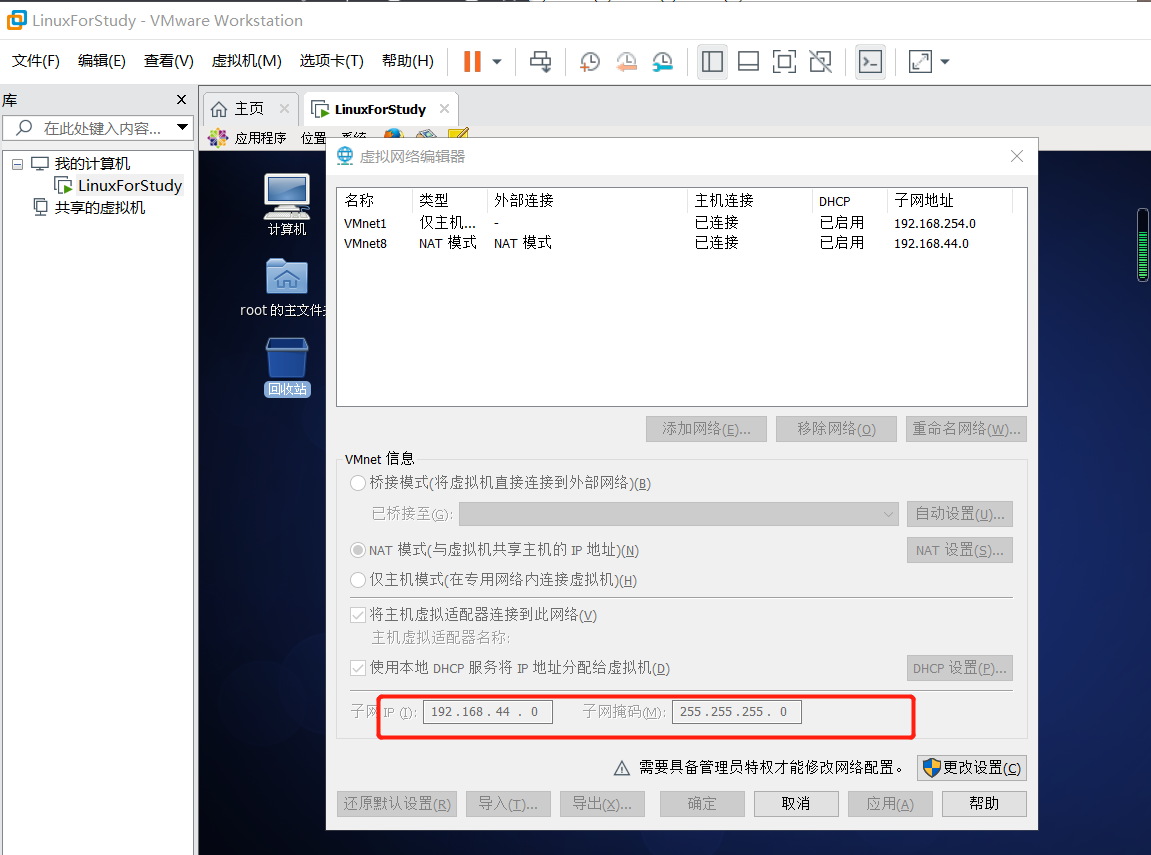 LinuxForStudy - VMware Workstation
文件(F) 编辑(E) 查看(V) 虚拟机(M) 选项卡(T) 帮助(H)
库
主页 LinuxForStudy
在此处键入内容...
应用程序 位置 系统
我的计算机
LinuxForStudy
共享的虚拟机
计算机
root 的主文件
回收站
虚拟网络编辑器
名称 类型 外部连接 主机连接 DHCP 子网地址
VMnet1 仅主机... - 已连接 已启用 192.168.254.0
VMnet8 NAT 模式 NAT 模式 已连接 已启用 192.168.44.0
添加网络(E)... 移除网络(O) 重命名网络(W)...
VMnet 信息
桥接模式(将虚拟机直接连接到外部网络)(B)
已桥接至(G): 自动设置(U)...
NAT 模式(与虚拟机共享主机的 IP 地址)(N) NAT 设置(S)...
仅主机模式(在专用网络内连接虚拟机)(H)
将主机虚拟适配器连接到此网络(V)
主机虚拟适配器名称:
使用本地 DHCP 服务将 IP 地址分配给虚拟机(D) DHCP 设置(P)...
子网 IP (I): 192 . 168 . 44 . 0 子网掩码(M): 255 . 255 . 255 . 0
需要具备管理员特权才能修改网络配置。 更改设置(C)
还原默认设置(R) 导入(T)... 导出(X)... 确定 取消 应用(A) 帮助